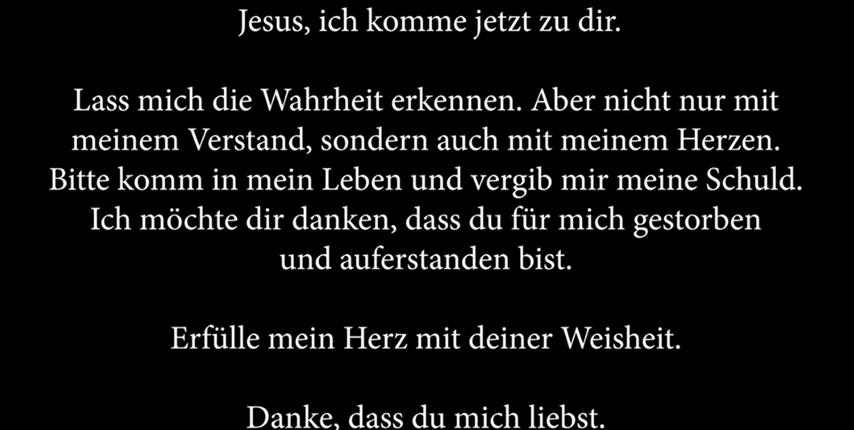 Jesus, ich komme jetzt zu dir.
Lass mich die Wahrheit erkennen. Aber nicht nur mit
meinem Verstand, sondern auch mit meinem Herzen.
Bitte komm in mein Leben und vergib mir meine Schuld.
Ich möchte dir danken, dass du für mich gestorben
und auferstanden bist.
Erfülle mein Herz mit deiner Weisheit.
Danke, dass du mich liebst.